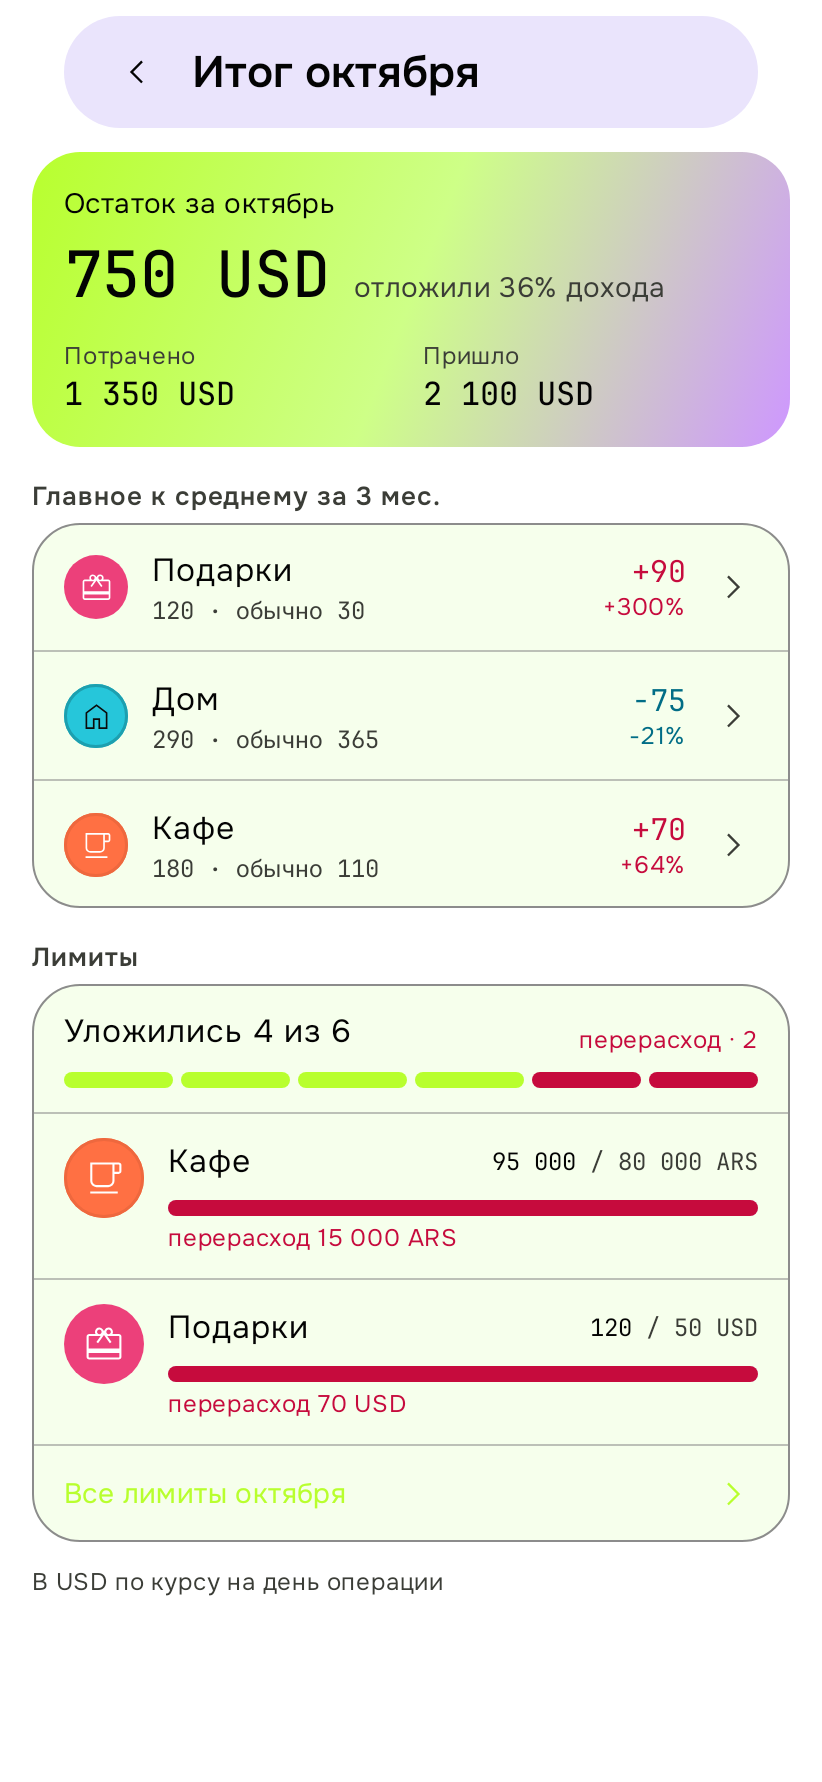 Итог октября
Остаток за октябрь
750 USD отложили 36% дохода
Потрачено Пришло
1 350 USD 2 100 USD
Главное к среднему за 3 мес.
Подарки +90
120 · обычно 30 +300%
Дом -75
290 · обычно 365 -21%
Кафе +70
180 · обычно 110 +64%
Лимиты
Уложились 4 из 6 перерасход · 2
Кафе 95 000 / 80 000 ARS
перерасход 15 000 ARS
Подарки 120 / 50 USD
перерасход 70 USD
Все лимиты октября
В USD по курсу на день операции